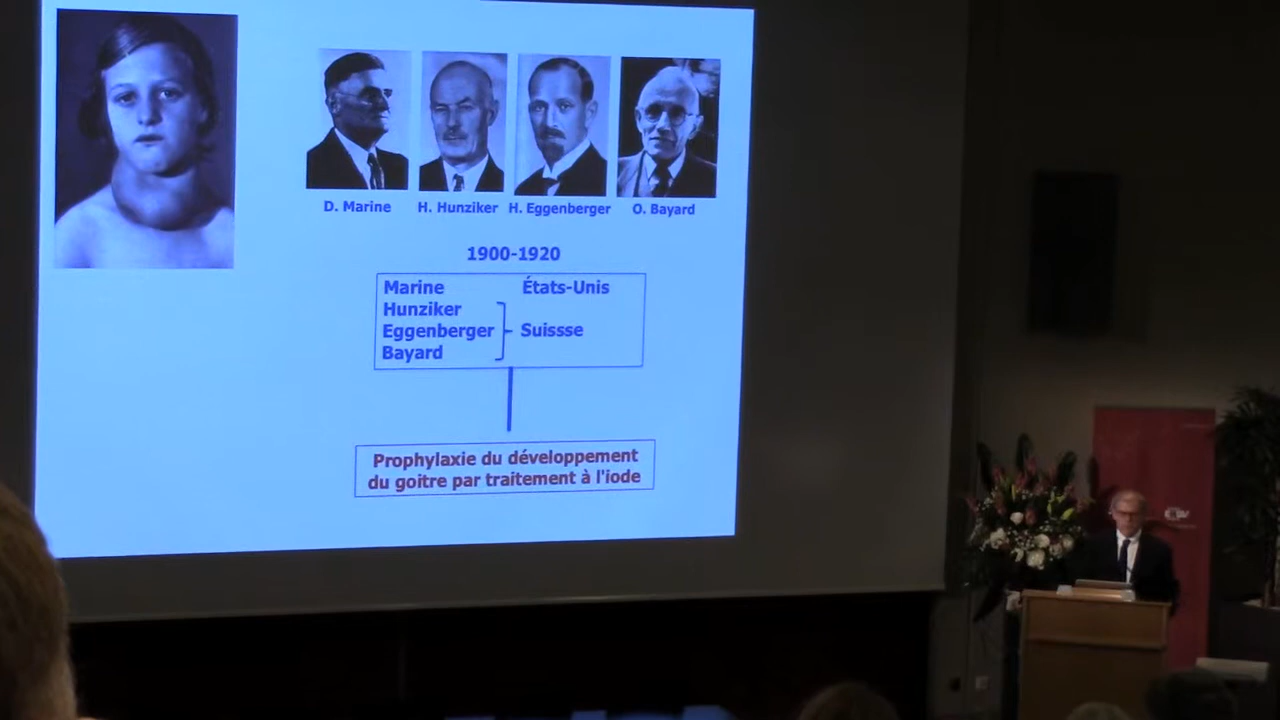 D. Marine H. Hunziker H. Eggenberger O. Bayard
1900-1920
Marine États-Unis
Hunziker
Eggenberger Suissse
Bayard
Prophylaxie du développement
du goitre par traitement à l'iode